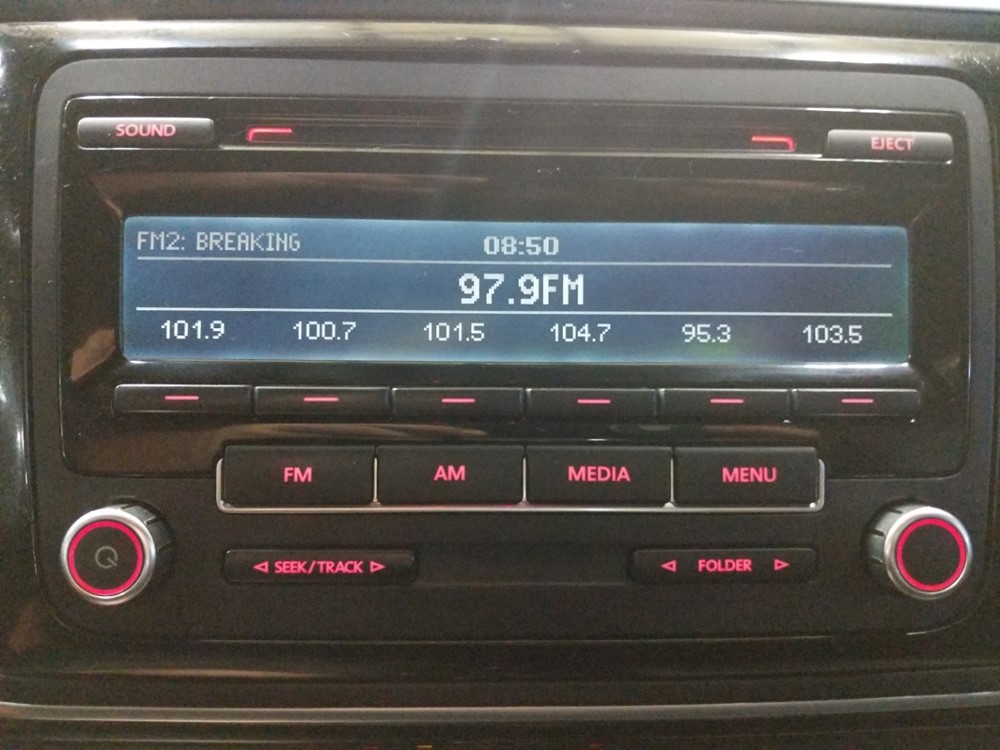 SOUND
EJECT
FM2: BREAKING 08:50
97.9FM
101.9 100.7 101.5 104.7 95.3 103.5
FM AM MEDIA MENU
SEEK/TRACK FOLDER